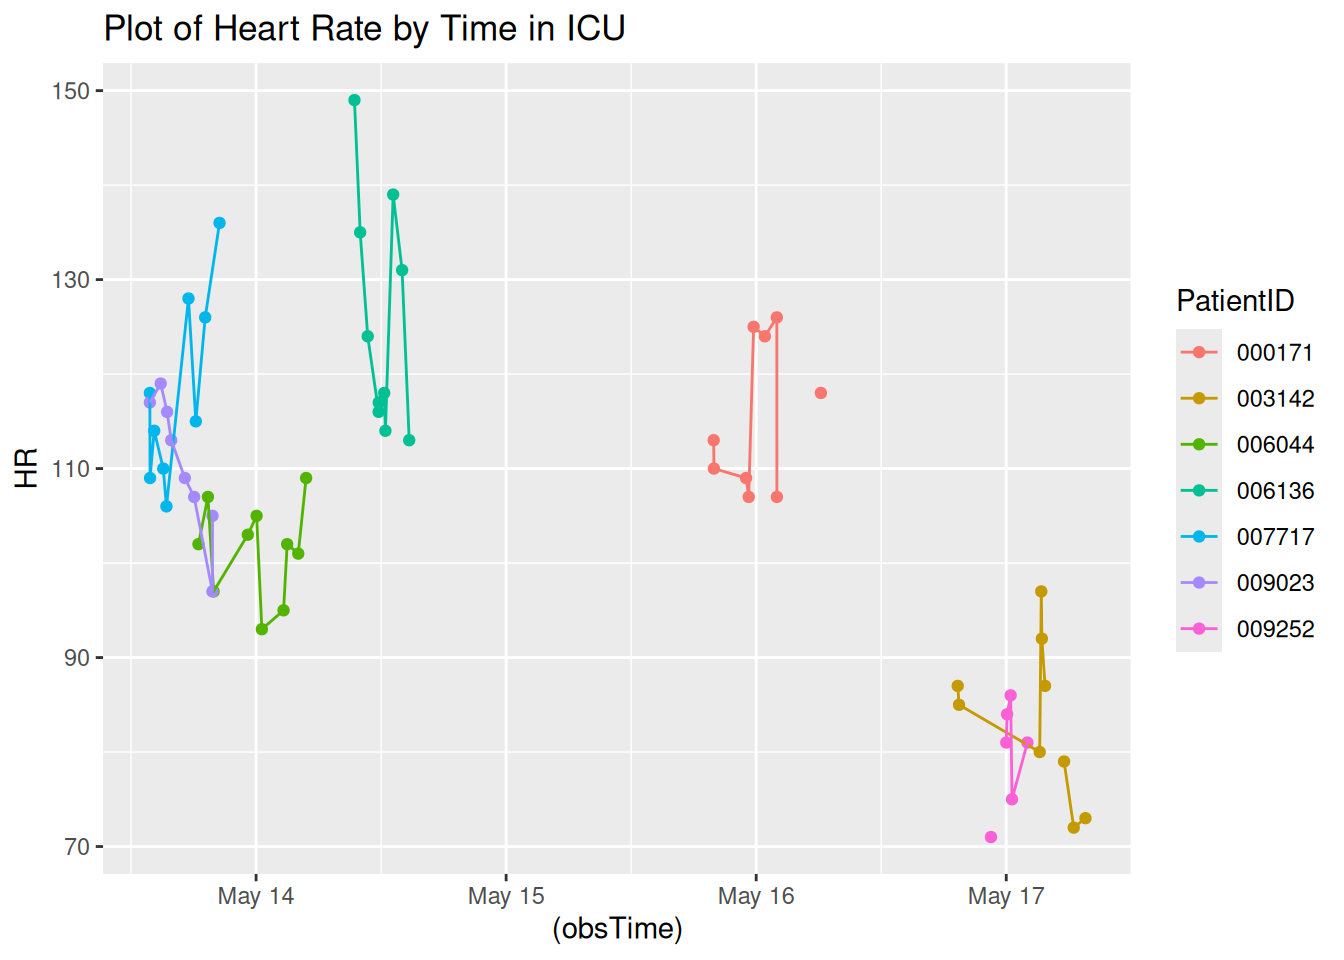 Plot of Heart Rate by Time in ICU
150
130
110
90
70
HR
May 14
May 15
May 16
May 17
(obsTime)
PatientID
000171
003142
006044
006136
007717
009023
009252